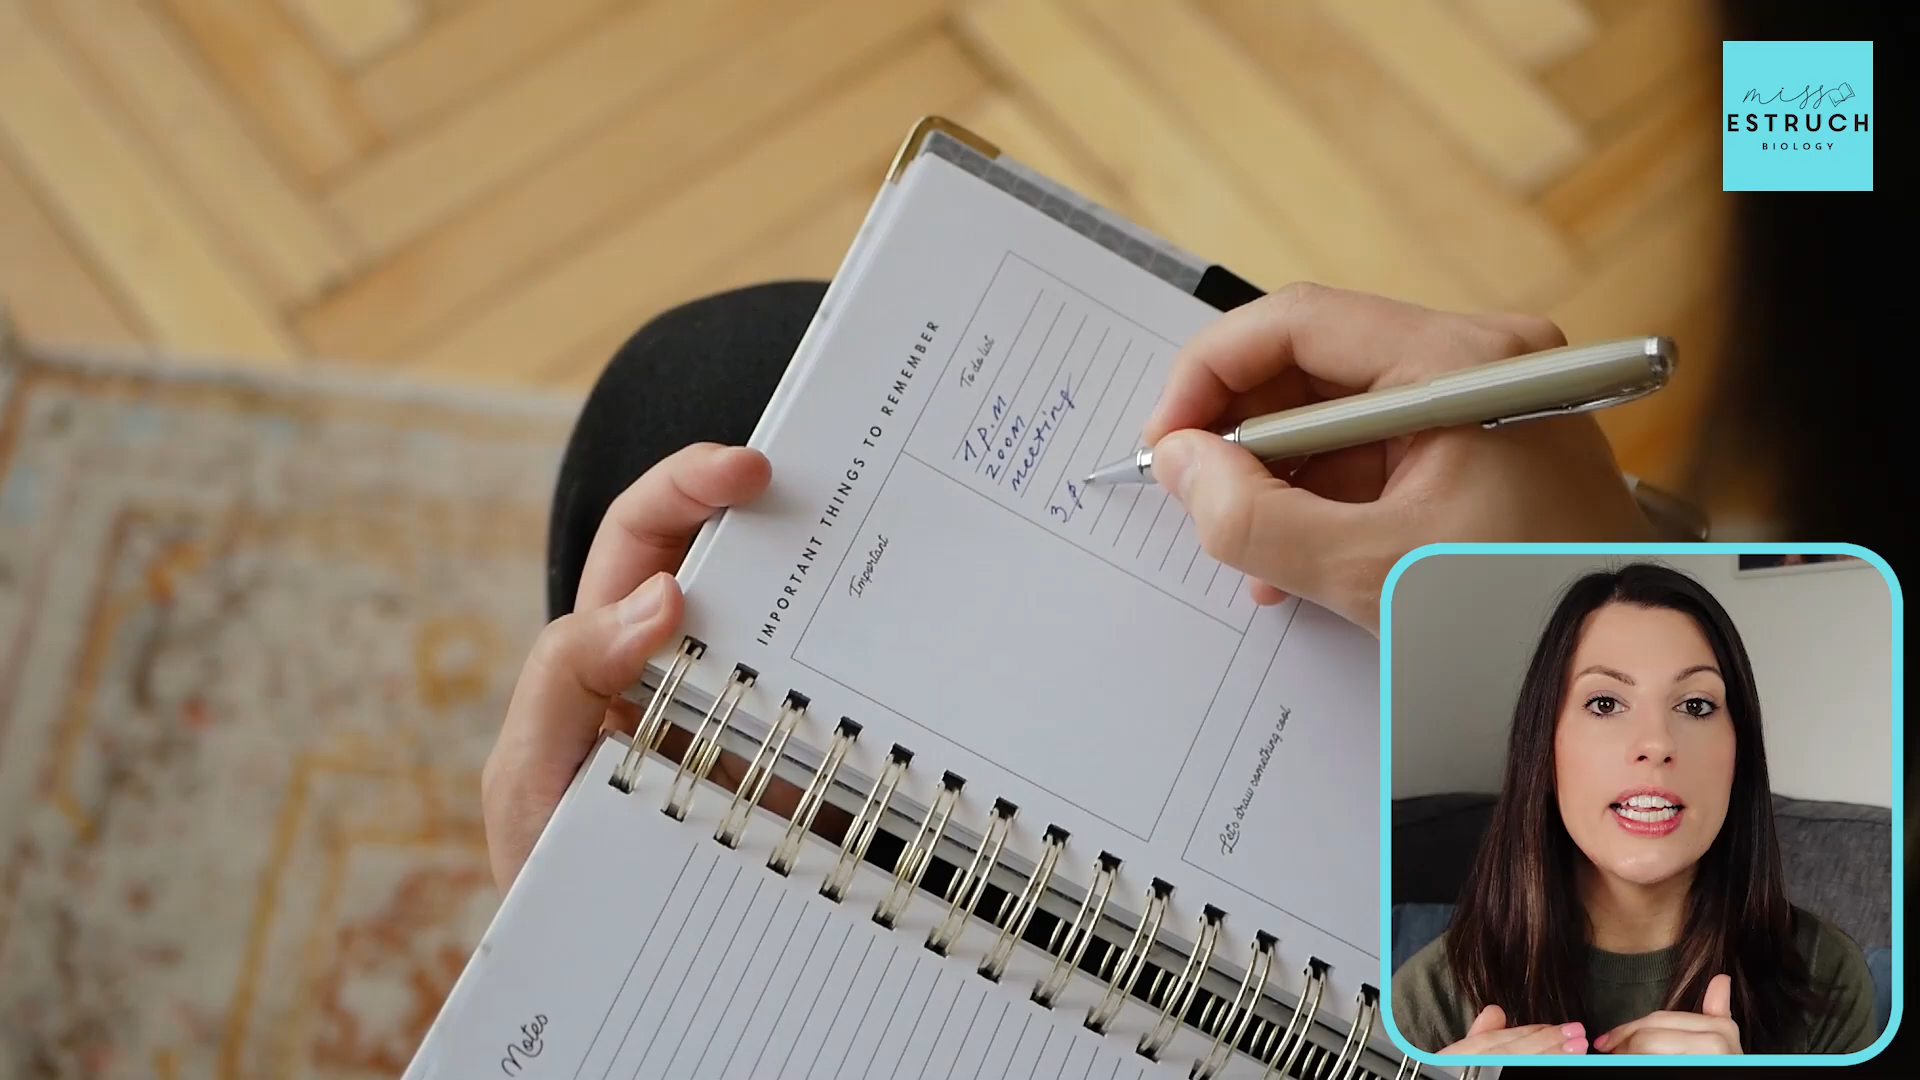 miss
ESTRUCH
BIOLOGY
IMPORTANT THINGS TO REMEMBER
To do list
1 P.M
ZOOM
meeting
3 p
Important
Let's draw something cool
Notes